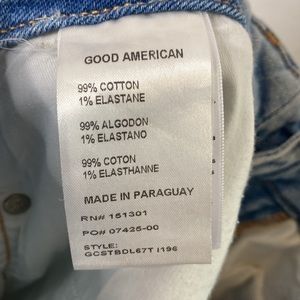 GOOD AMERICAN
99% COTTON
1% ELASTANE
99% ALGODON
1% ELASTANO
99% COTON
1% ELASTHANNE
MADE IN PARAGUAY
RN# 151301
PO# 07425-00
STYLE:
GCSTBDL67T I196